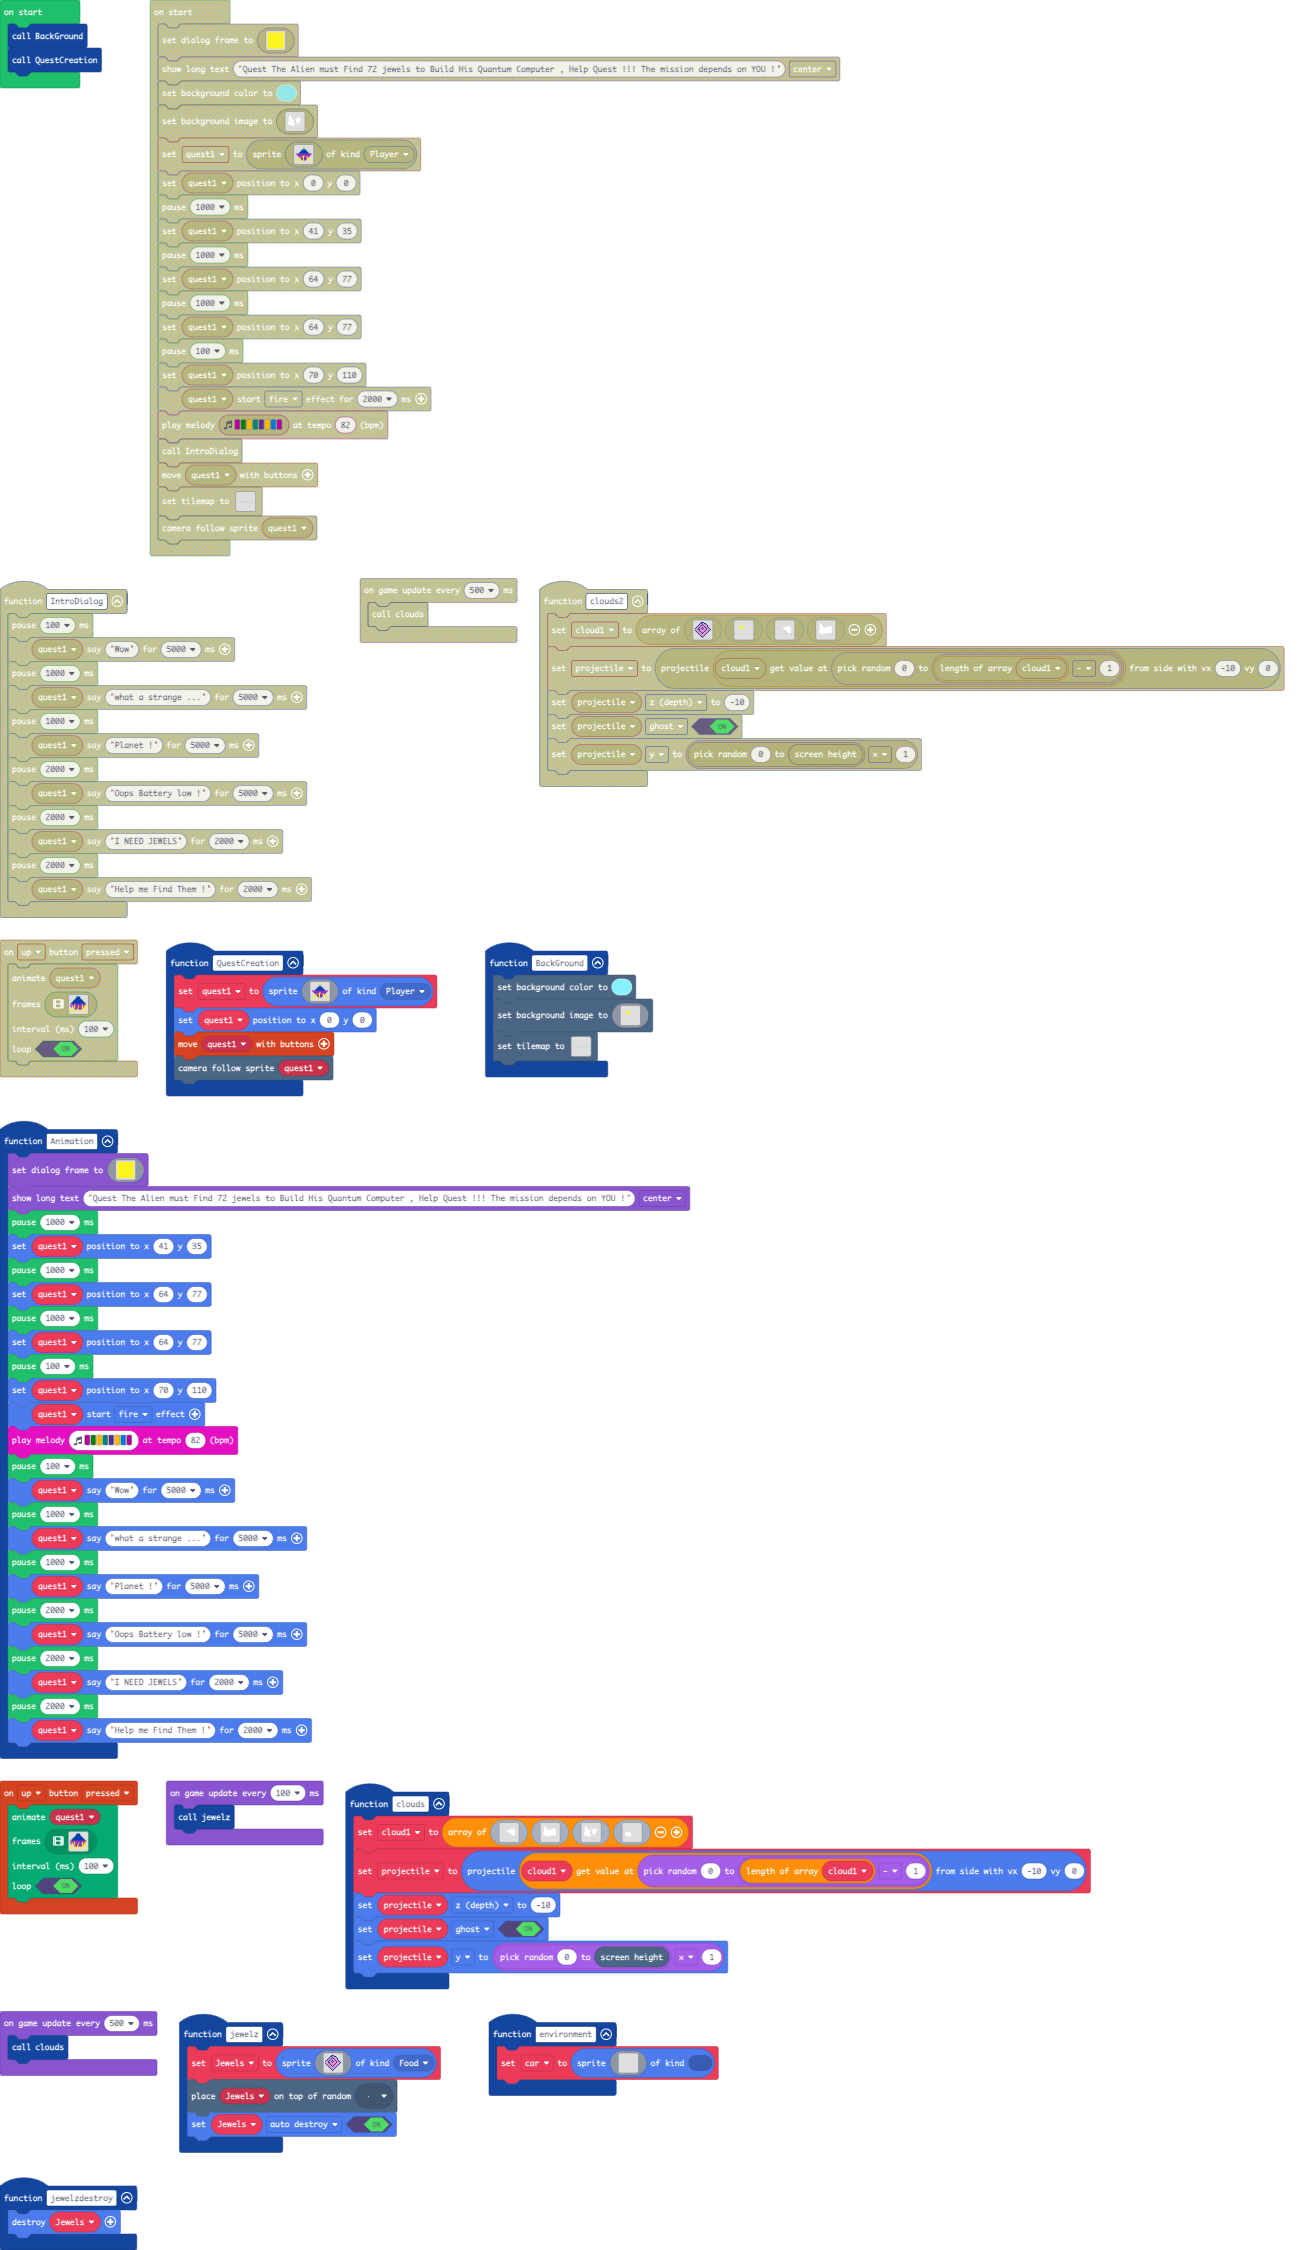 on start
call BackGround
call QuestCreation
on start
set dialog frame to
show long text "Quest The Alien must Find 72 jewels to Build His Quantum Computer , Help Quest !!! The mission depends on YOU !" center
set background color to
set background image to
set quest1 to sprite of kind Player
set quest1 position to x 0 y 0
pause 1000 ms
set quest1 position to x 41 y 35
pause 1000 ms
set quest1 position to x 64 y 77
pause 1000 ms
set quest1 position to x 64 y 77
pause 100 ms
set quest1 position to x 70 y 110
quest1 start fire effect for 2000 ms
play melody at tempo 82 (bpm)
call IntroDialog
move quest1 with buttons
set tilemap to
camera follow sprite quest1
function IntroDialog
pause 100 ms
quest1 say "Wow" for 5000 ms
pause 1000 ms
quest1 say "what a strange ..." for 5000 ms
pause 1000 ms
quest1 say "Planet !" for 5000 ms
pause 2000 ms
quest1 say "Oops Battery low !" for 5000 ms
pause 2000 ms
quest1 say "I NEED JEWELS" for 2000 ms
pause 2000 ms
quest1 say "Help me Find Them !" for 2000 ms
on game update every 500 ms
call clouds
function clouds2
set cloud1 to array of
set projectile to projectile cloud1 get value at pick random 0 to length of array cloud1 - 1 from side with vx -10 vy 0
set projectile z (depth) to -10
set projectile ghost ON
set projectile y to pick random 0 to screen height x 1
on up button pressed
animate quest1
frames
interval (ms) 100
loop ON
function QuestCreation
set quest1 to sprite of kind Player
set quest1 position to x 0 y 0
move quest1 with buttons
camera follow sprite quest1
function BackGround
set background color to
set background image to
set tilemap to
function Animation
set dialog frame to
show long text "Quest The Alien must Find 72 jewels to Build His Quantum Computer , Help Quest !!! The mission depends on YOU !" center
pause 1000 ms
set quest1 position to x 41 y 35
pause 1000 ms
set quest1 position to x 64 y 77
pause 1000 ms
set quest1 position to x 64 y 77
pause 100 ms
set quest1 position to x 70 y 110
quest1 start fire effect
play melody at tempo 82 (bpm)
pause 100 ms
quest1 say "Wow" for 5000 ms
pause 1000 ms
quest1 say "what a strange ..." for 5000 ms
pause 1000 ms
quest1 say "Planet !" for 5000 ms
pause 2000 ms
quest1 say "Oops Battery low !" for 5000 ms
pause 2000 ms
quest1 say "I NEED JEWELS" for 2000 ms
pause 2000 ms
quest1 say "Help me Find Them !" for 2000 ms
on up button pressed
animate quest1
frames
interval (ms) 100
loop ON
on game update every 100 ms
call jewelz
function clouds
set cloud1 to array of
set projectile to projectile cloud1 get value at pick random 0 to length of array cloud1 - 1 from side with vx -10 vy 0
set projectile z (depth) to -10
set projectile ghost ON
set projectile y to pick random 0 to screen height x 1
on game update every 500 ms
call clouds
function jewelz
set Jewels to sprite of kind Food
place Jewels on top of random
set Jewels auto destroy ON
function environment
set car to sprite of kind
function jewelzdestroy
destroy Jewels